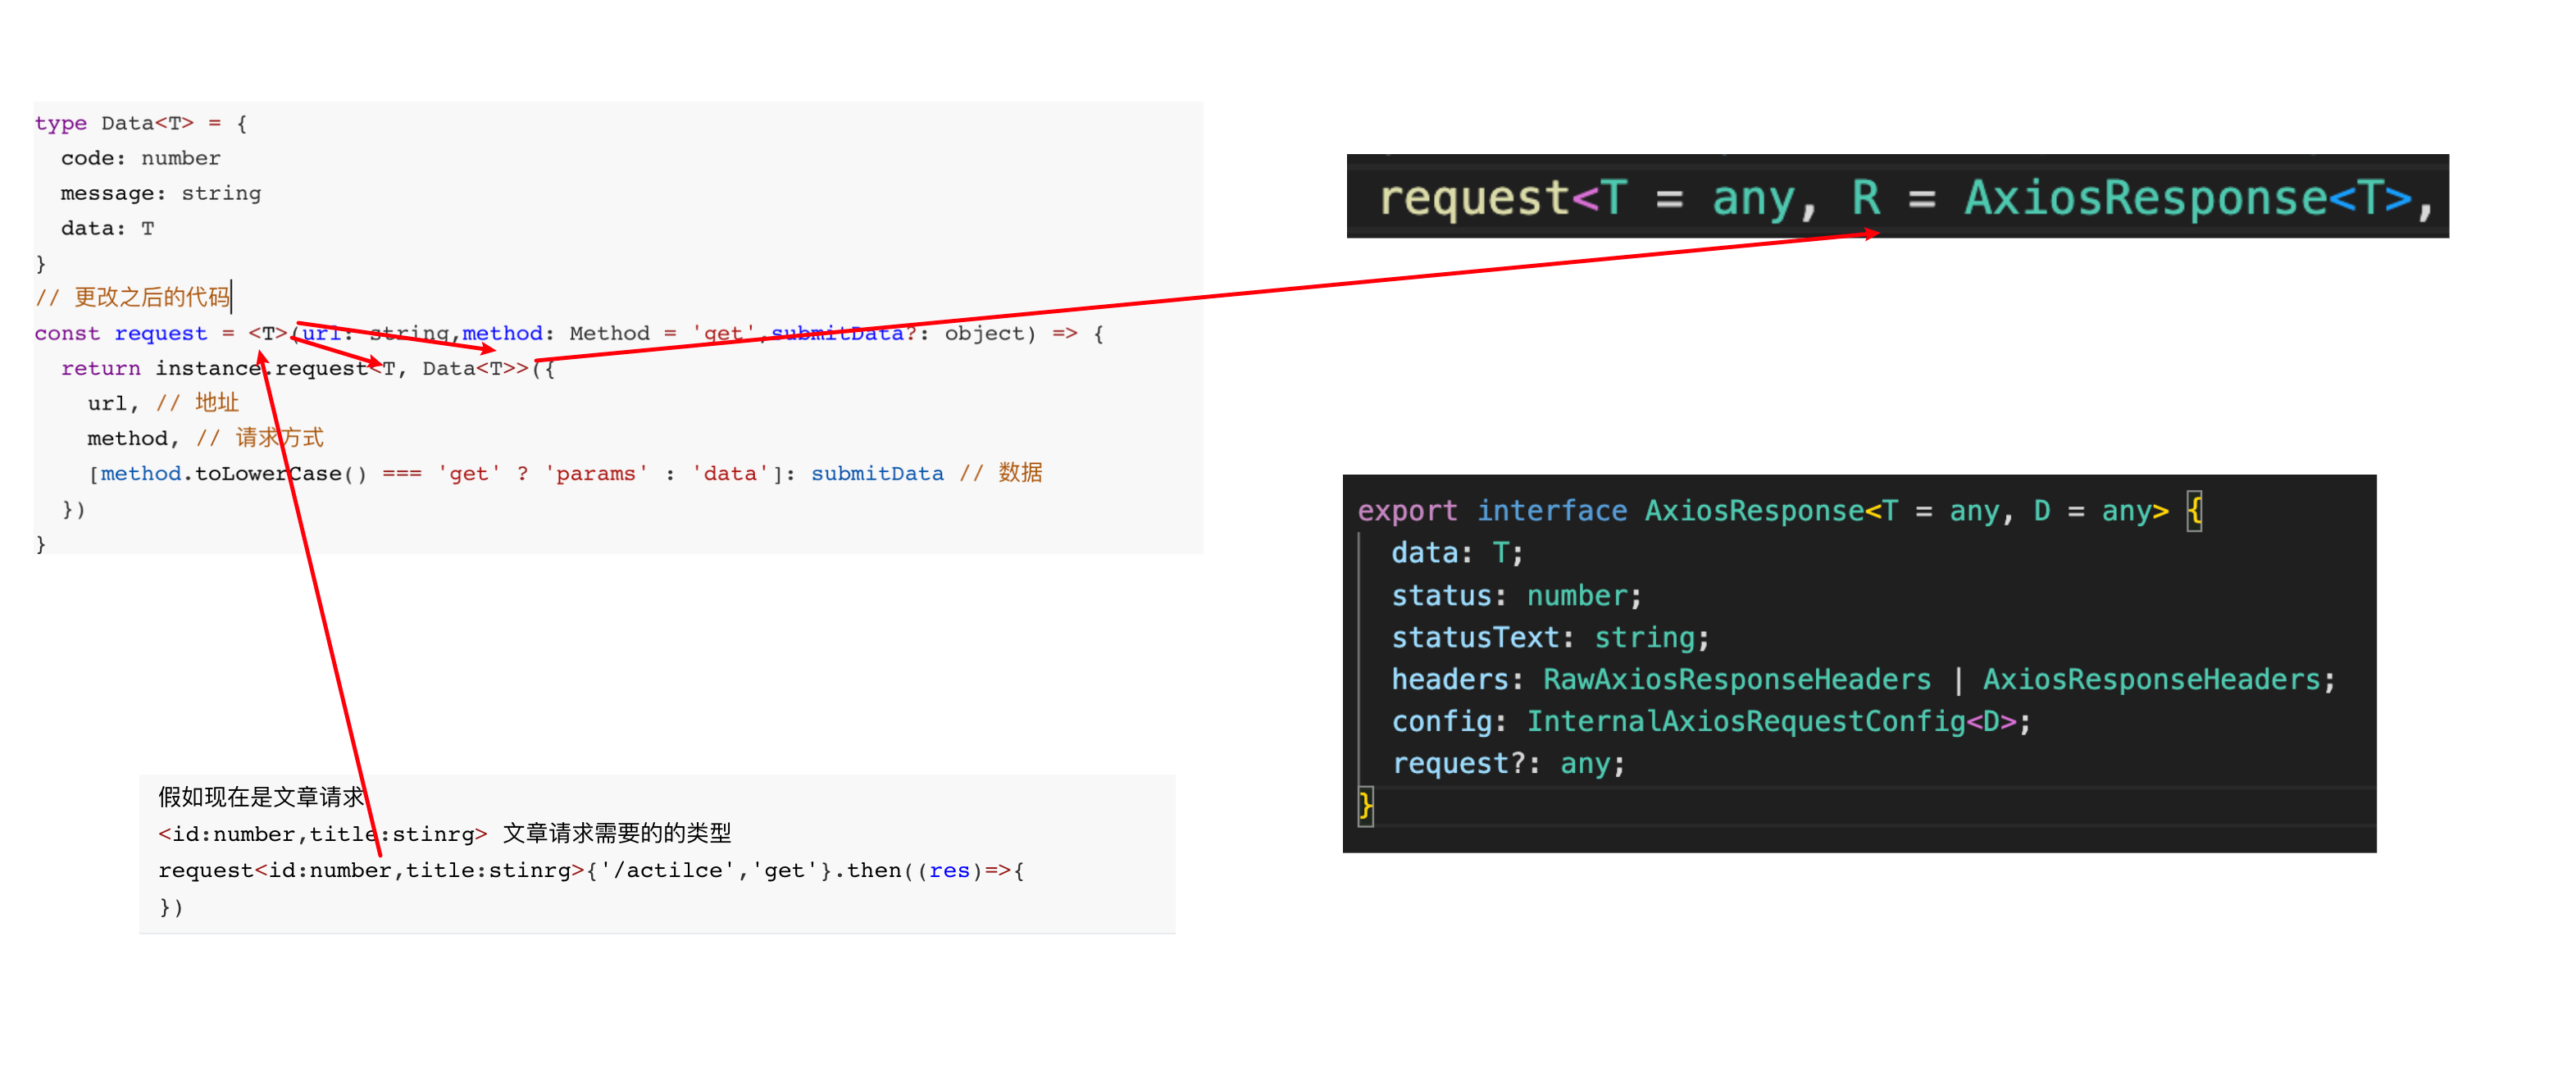 type Data<T> = {
  code: number
  message: string
  data: T
}
// 更改之后的代码
const request = <T>(url: string,method: Method = 'get',submitData?: object) => {
  return instance.request<T, Data<T>>({
    url, // 地址
    method, // 请求方式
    [method.toLowerCase() === 'get' ? 'params' : 'data']: submitData // 数据
  })
}
request<T = any, R = AxiosResponse<T>,
export interface AxiosResponse<T = any, D = any> {
  data: T;
  status: number;
  statusText: string;
  headers: RawAxiosResponseHeaders | AxiosResponseHeaders;
  config: InternalAxiosRequestConfig<D>;
  request?: any;
}
假如现在是文章请求
<id:number,title:stinrg> 文章请求需要的的类型
request<id:number,title:stinrg>{'/actilce','get'}.then((res)=>{
})